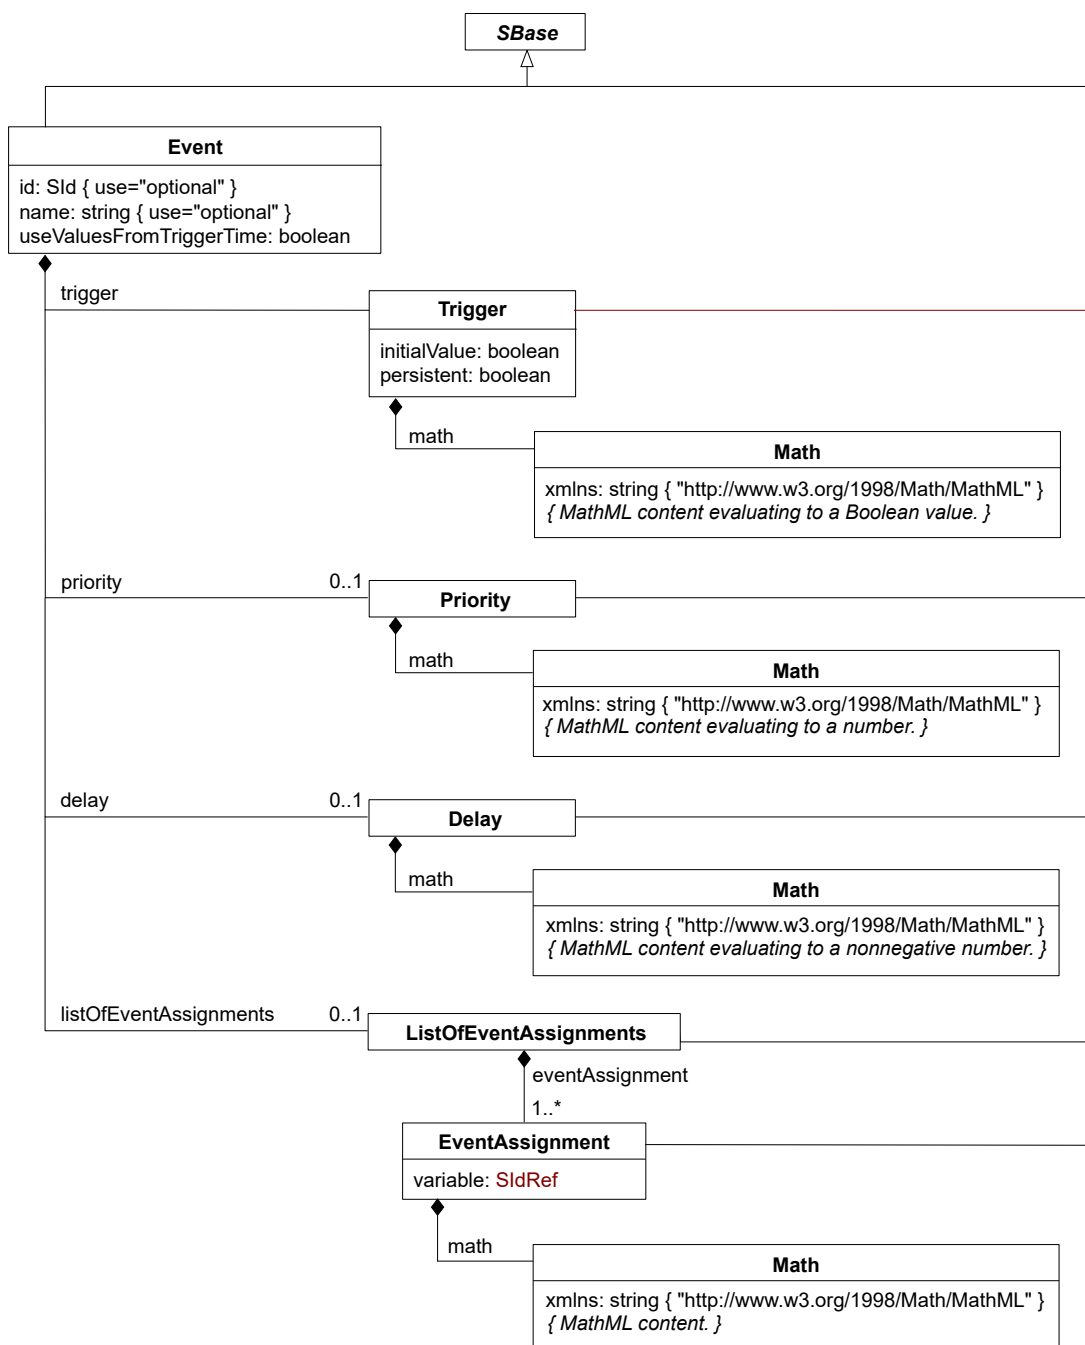 SBase
Event
id: SId { use="optional" }
name: string { use="optional" }
useValuesFromTriggerTime: boolean
trigger
Trigger
initialValue: boolean
persistent: boolean
math
Math
xmlns: string { "http://www.w3.org/1998/Math/MathML" }
{ MathML content evaluating to a Boolean value. }
priority
0..1
Priority
math
Math
xmlns: string { "http://www.w3.org/1998/Math/MathML" }
{ MathML content evaluating to a number. }
delay
0..1
Delay
math
Math
xmlns: string { "http://www.w3.org/1998/Math/MathML" }
{ MathML content evaluating to a nonnegative number. }
listOfEventAssignments
0..1
ListOfEventAssignments
eventAssignment
1..*
EventAssignment
variable: SIdRef
math
Math
xmlns: string { "http://www.w3.org/1998/Math/MathML" }
{ MathML content. }